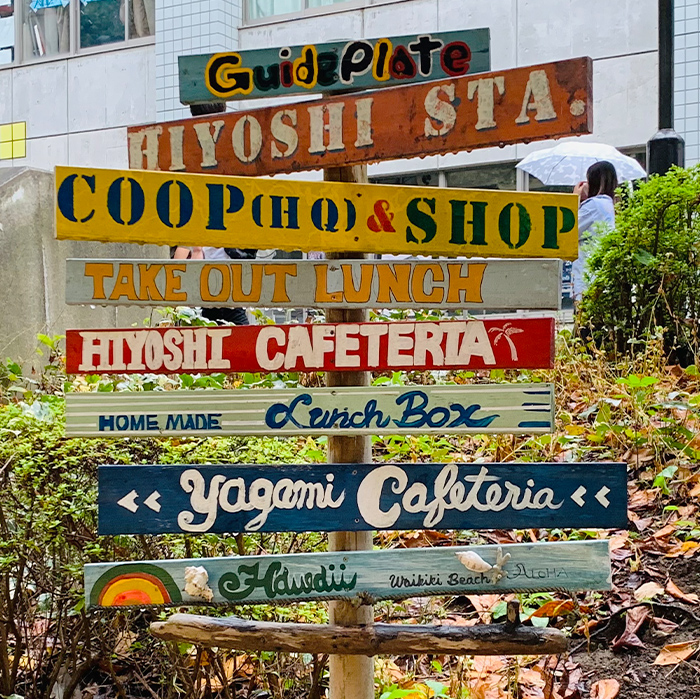 GuidePlate
HIYOSHI STA.
COOP(HQ)&SHOP
TAKE OUT LUNCH
HIYOSHI CAFETERIA
HOME MADE Lunch Box
<< Yagami Cafeteria <<
Hawaii Waikiki Beach ALOHA